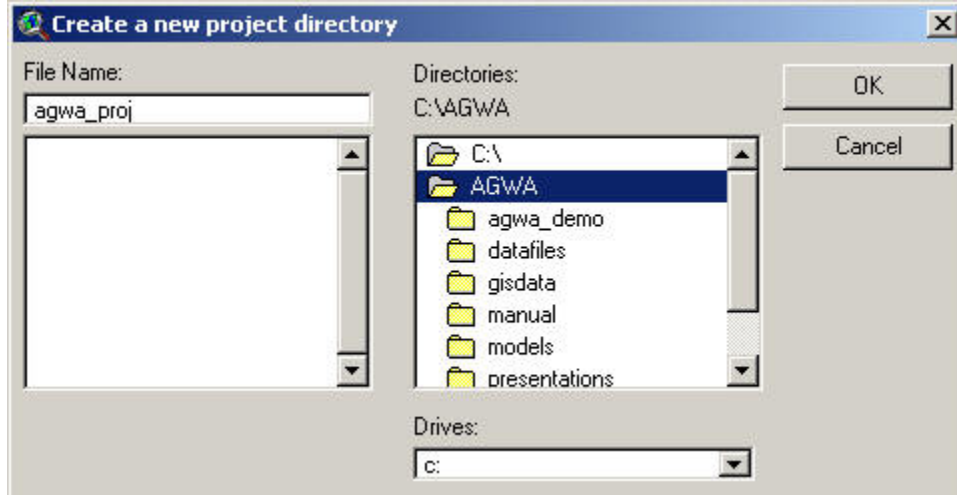 Create a new project directory
File Name:
agwa_proj
Directories:
C:\AGWA
C:\
AGWA
agwa_demo
datafiles
gisdata
manual
models
presentations
Drives:
c:
OK
Cancel